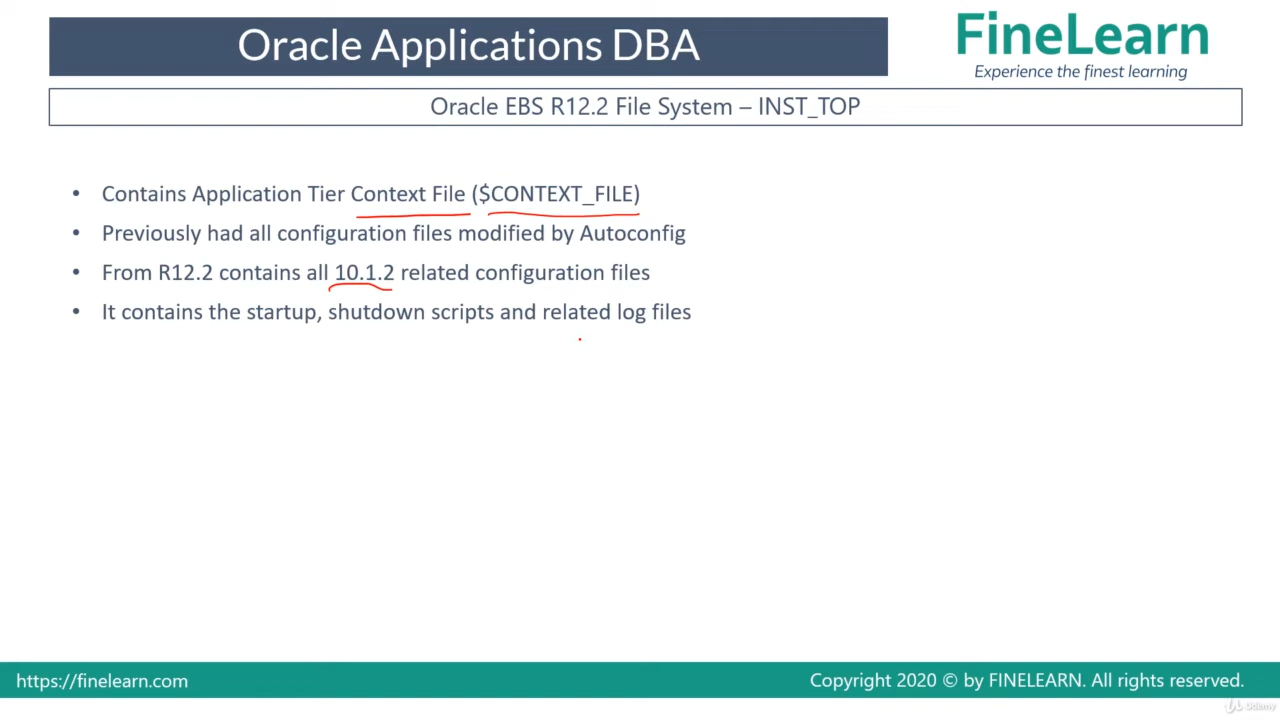 Oracle Applications DBA
FineLearn
Experience the finest learning
Oracle EBS R12.2 File System – INST_TOP
• Contains Application Tier Context File ($CONTEXT_FILE)
• Previously had all configuration files modified by Autoconfig
• From R12.2 contains all 10.1.2 related configuration files
• It contains the startup, shutdown scripts and related log files
https://finelearn.com
Copyright 2020 © by FINELEARN. All rights reserved.
Udemy